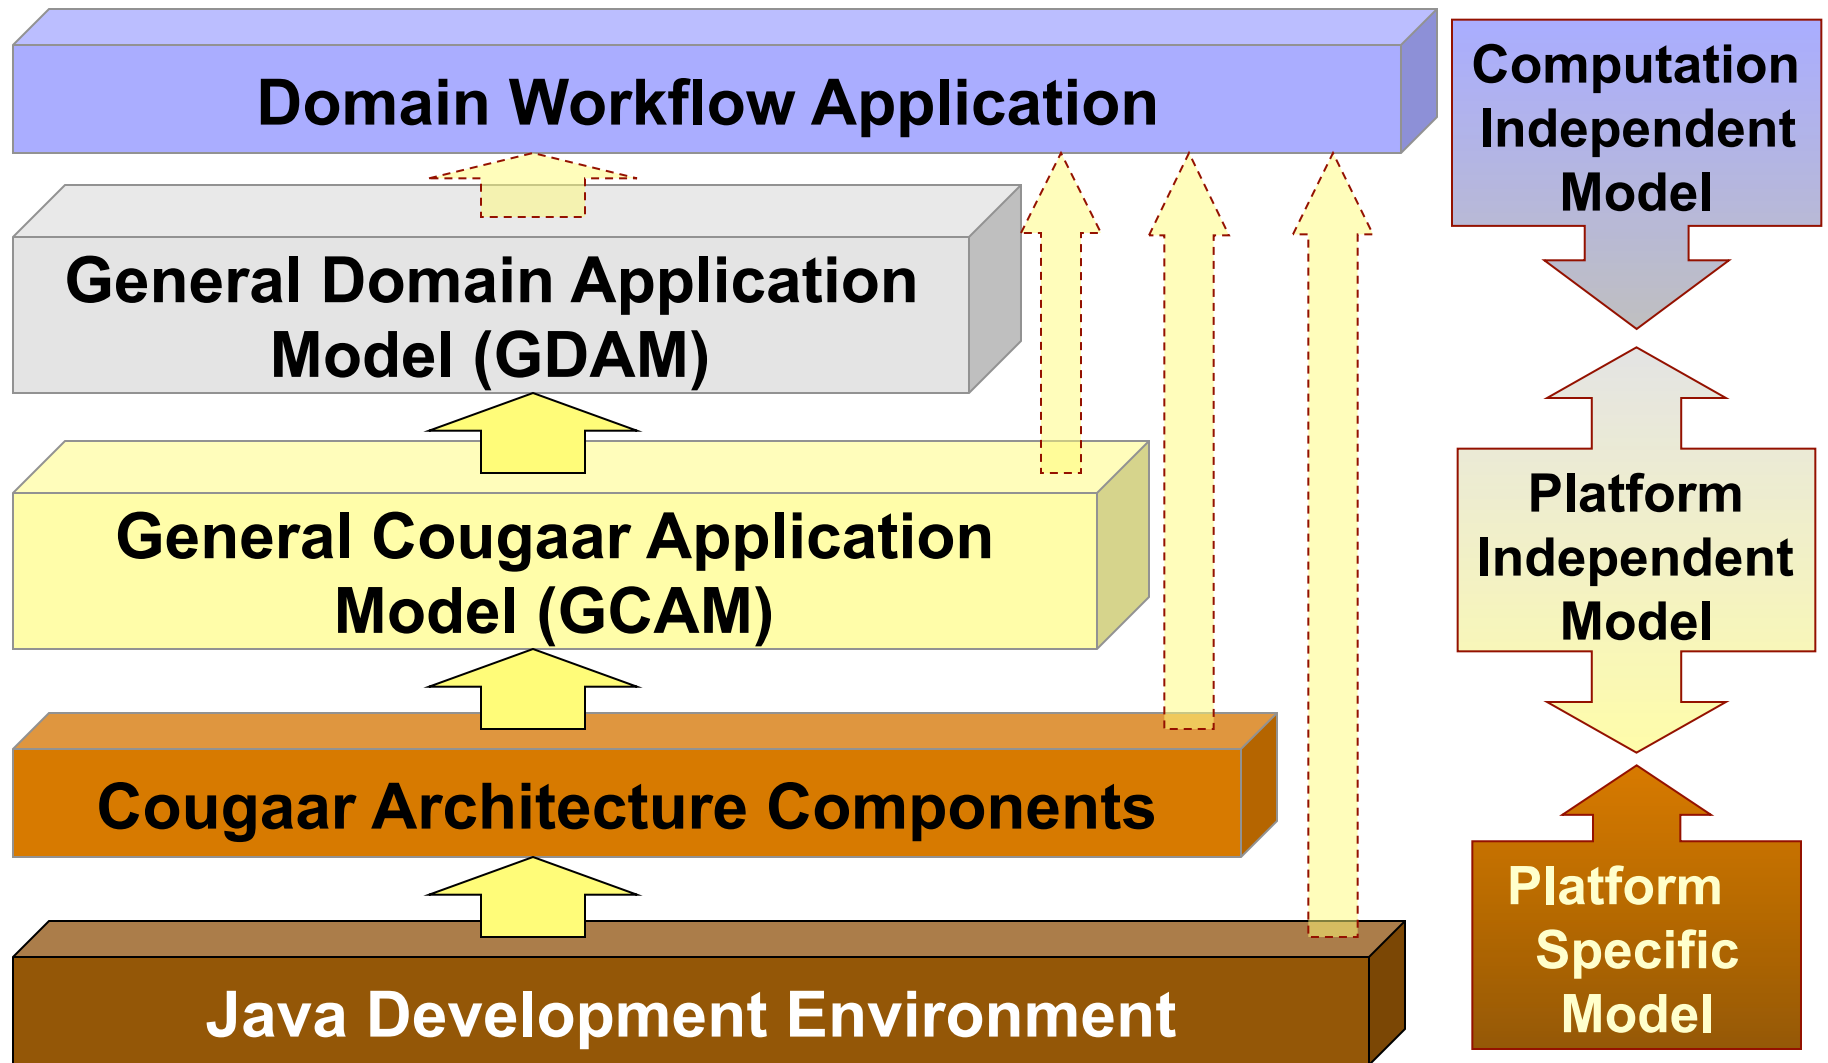 Domain Workflow Application
General Domain Application
Model (GDAM)
General Cougaar Application
Model (GCAM)
Cougaar Architecture Components
Java Development Environment
Computation
Independent
Model
Platform
Independent
Model
Platform
Specific
Model